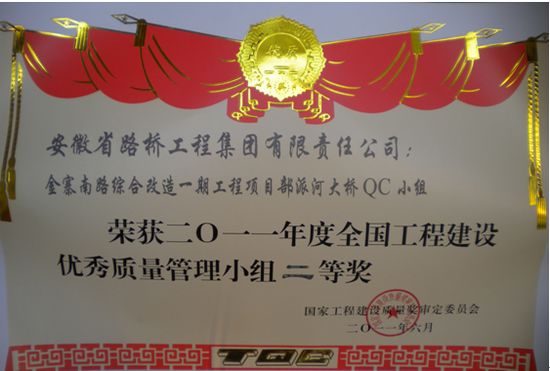 安徽省路桥工程集团有限责任公司：
金寨南路综合改造一期工程项目部派河大桥QC小组
荣获二〇一一年度全国工程建设
优秀质量管理小组二等奖
国家工程建设质量奖审定委员会
二〇一一年六月
TQC